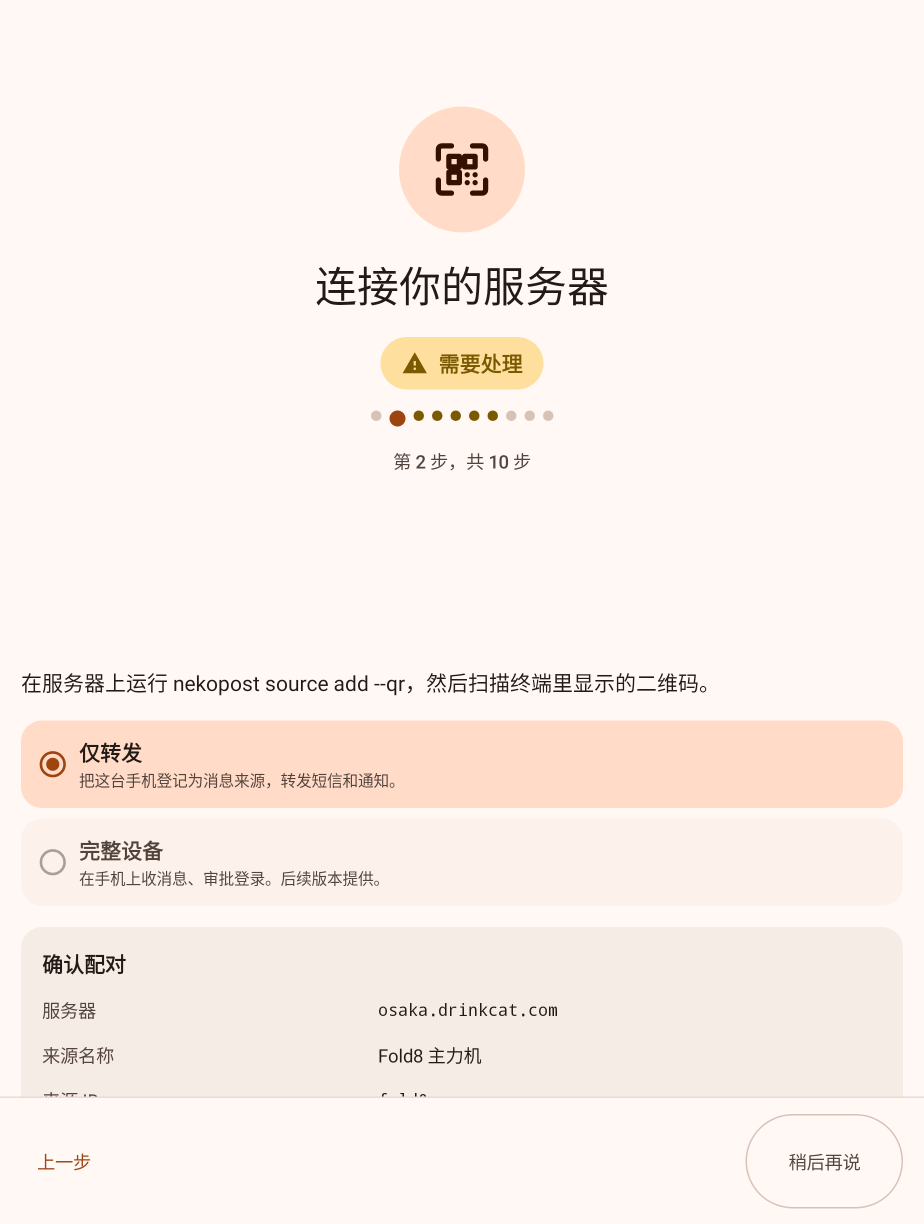 连接你的服务器
需要处理
第 2 步，共 10 步
在服务器上运行 nekopost source add --qr，然后扫描终端里显示的二维码。
仅转发
把这台手机登记为消息来源，转发短信和通知。
完整设备
在手机上收消息、审批登录。后续版本提供。
确认配对
服务器 osaka.drinkcat.com
来源名称 Fold8 主力机
上一步
稍后再说